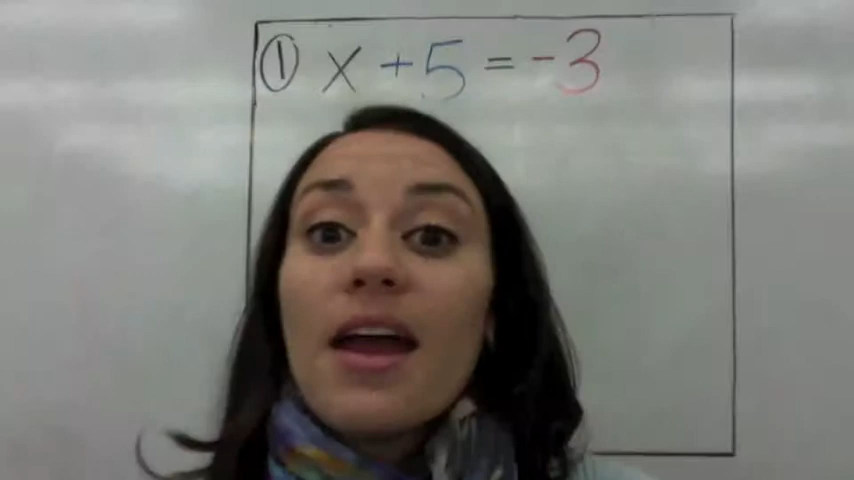 ① x + 5 = -3